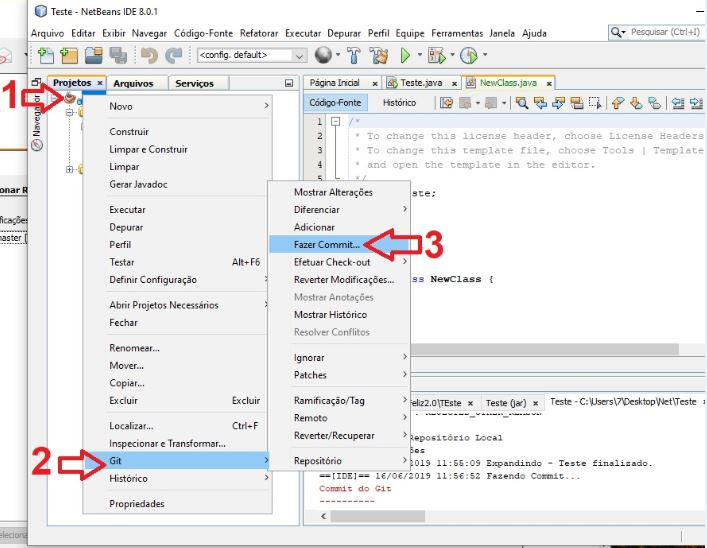 Teste - NetBeans IDE 8.0.1
Arquivo Editar Exibir Navegar Código-Fonte Refatorar Executar Depurar Perfil Equipe Ferramentas Janela Ajuda
Pesquisar (Ctrl+I)
<config. default>
Projetos × Arquivos Serviços
Página Inicial × Teste.java × NewClass.java ×
Código-Fonte Histórico
Navegador
1
Novo
Construir
Limpar e Construir
Limpar
Gerar Javadoc
Executar
Depurar
Perfil
Testar Alt+F6
Definir Configuração
Abrir Projetos Necessários
Fechar
Renomear...
Mover...
Copiar...
Excluir Excluir
Localizar... Ctrl+F
Inspecionar e Transformar...
2
Git
Histórico
Propriedades
Mostrar Alterações
Diferenciar
Adicionar
Fazer Commit...
3
Efetuar Check-out
Reverter Modificações...
Mostrar Anotações
Mostrar Histórico
Resolver Conflitos
Ignorar
Patches
Ramificação/Tag
Remoto
Reverter/Recuperar
Repositório
1 /*
2 * To change this license header, choose License Headers
3 * To change this template file, choose Tools | Template
4 * and open the template in the editor.
5 */
ste;
ss NewClass {
onar R
ificações
master [
eliz2.0\TEste × Teste (jar) × Teste - C:\Users\7\Desktop\Net\Teste ×
Repositório Local
ões
2019 11:55:09 Expandindo - Teste finalizado.
==[IDE]== 16/06/2019 11:56:52 Fazendo Commit...
Commit do Git
----------
eleciona